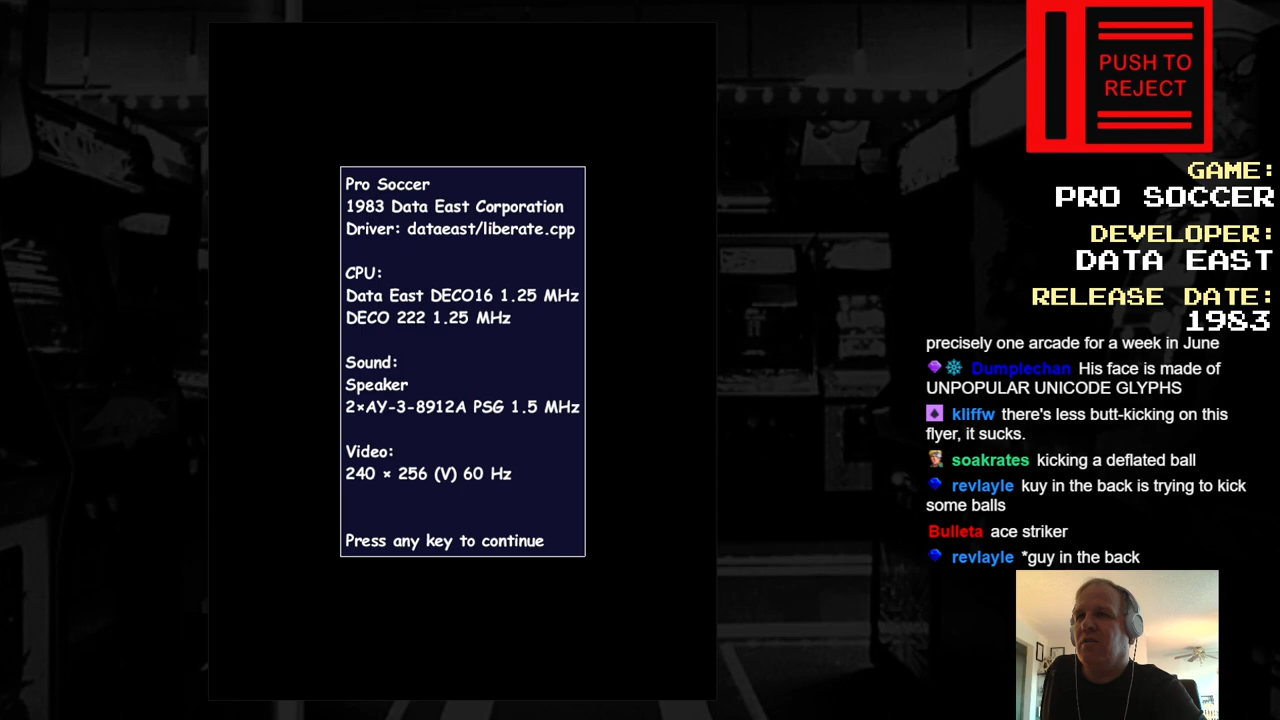 Pro Soccer
1983 Data East Corporation
Driver: dataeast/liberate.cpp
CPU:
Data East DECO16 1.25 MHz
DECO 222 1.25 MHz
Sound:
Speaker
2×AY-3-8912A PSG 1.5 MHz
Video:
240 × 256 (V) 60 Hz
Press any key to continue
PUSH TO
REJECT
GAME:
PRO SOCCER
DEVELOPER:
DATA EAST
RELEASE DATE:
1983
precisely one arcade for a week in June
Dumplechan His face is made of
UNPOPULAR UNICODE GLYPHS
kliffw there's less butt-kicking on this
flyer, it sucks.
soakrates kicking a deflated ball
revlayle kuy in the back is trying to kick
some balls
Bulleta ace striker
revlayle *guy in the back